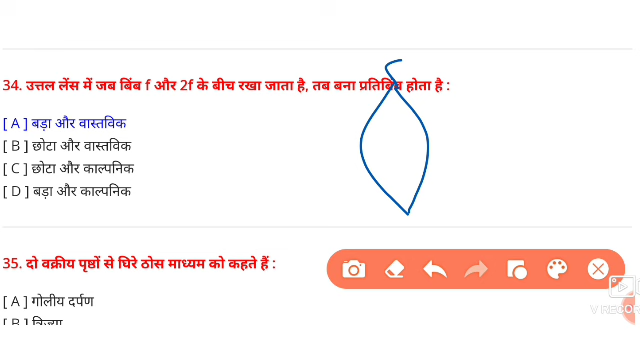 34. उत्तल लेंस में जब बिंब f और 2f के बीच रखा जाता है, तब बना प्रतिबिंब होता है :
[ A ] बड़ा और वास्तविक
[ B ] छोटा और वास्तविक
[ C ] छोटा और काल्पनिक
[ D ] बड़ा और काल्पनिक
35. दो वक्रीय पृष्ठों से घिरे ठोस माध्यम को कहते हैं :
[ A ] गोलीय दर्पण
[ B ] त्रिज्या
V RECOR